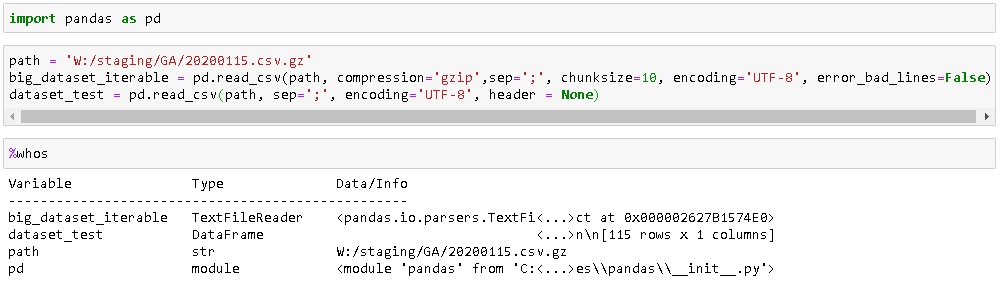 import pandas as pd
path = 'W:/staging/GA/20200115.csv.gz'
big_dataset_iterable = pd.read_csv(path, compression='gzip',sep=';', chunksize=10, encoding='UTF-8', error_bad_lines=False)
dataset_test = pd.read_csv(path, sep=';', encoding='UTF-8', header = None)
%whos
Variable               Type             Data/Info
-------------------------------------------------
big_dataset_iterable   TextFileReader   <pandas.io.parsers.TextFi<...>ct at 0x000002627B1574E0>
dataset_test           DataFrame                                 <...>n\n[115 rows x 1 columns]
path                   str              W:/staging/GA/20200115.csv.gz
pd                     module           <module 'pandas' from 'C:<...>es\\pandas\\__init__.py'>